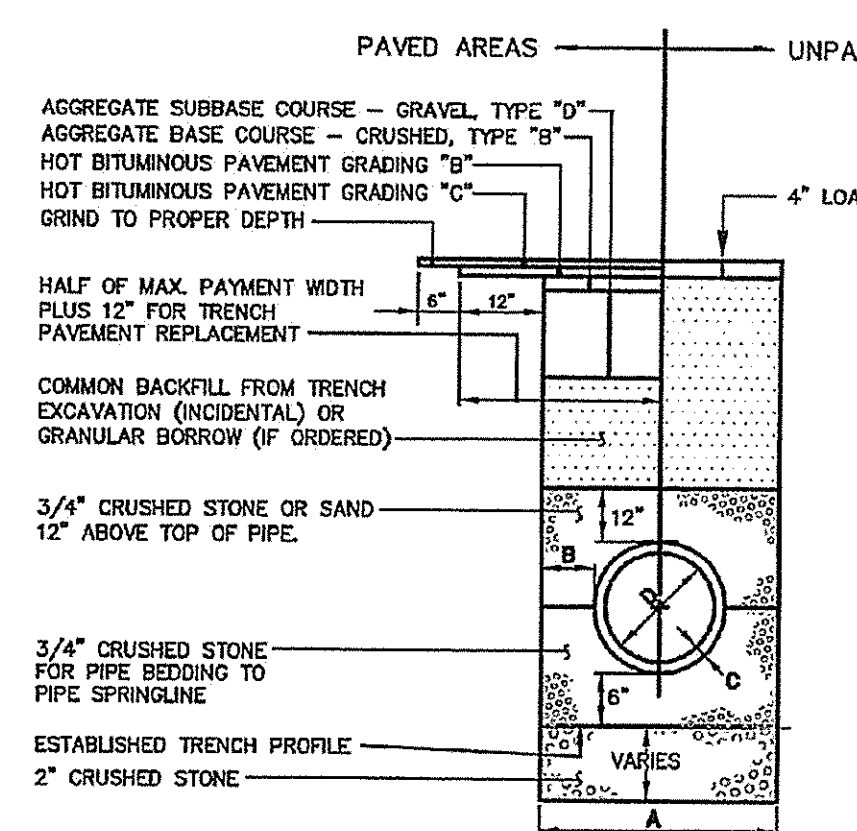 PAVED AREAS
UNPA
AGGREGATE SUBBASE COURSE – GRAVEL, TYPE "D"
AGGREGATE BASE COURSE – CRUSHED, TYPE "B"
HOT BITUMINOUS PAVEMENT GRADING "B"
HOT BITUMINOUS PAVEMENT GRADING "C"
GRIND TO PROPER DEPTH
4" LOA
HALF OF MAX. PAYMENT WIDTH
PLUS 12" FOR TRENCH
PAVEMENT REPLACEMENT
6"
12"
COMMON BACKFILL FROM TRENCH
EXCAVATION (INCIDENTAL) OR
GRANULAR BORROW (IF ORDERED)
3/4" CRUSHED STONE OR SAND
12" ABOVE TOP OF PIPE.
12"
B
D
3/4" CRUSHED STONE
FOR PIPE BEDDING TO
PIPE SPRINGLINE
C
6"
ESTABLISHED TRENCH PROFILE
2" CRUSHED STONE
VARIES
A